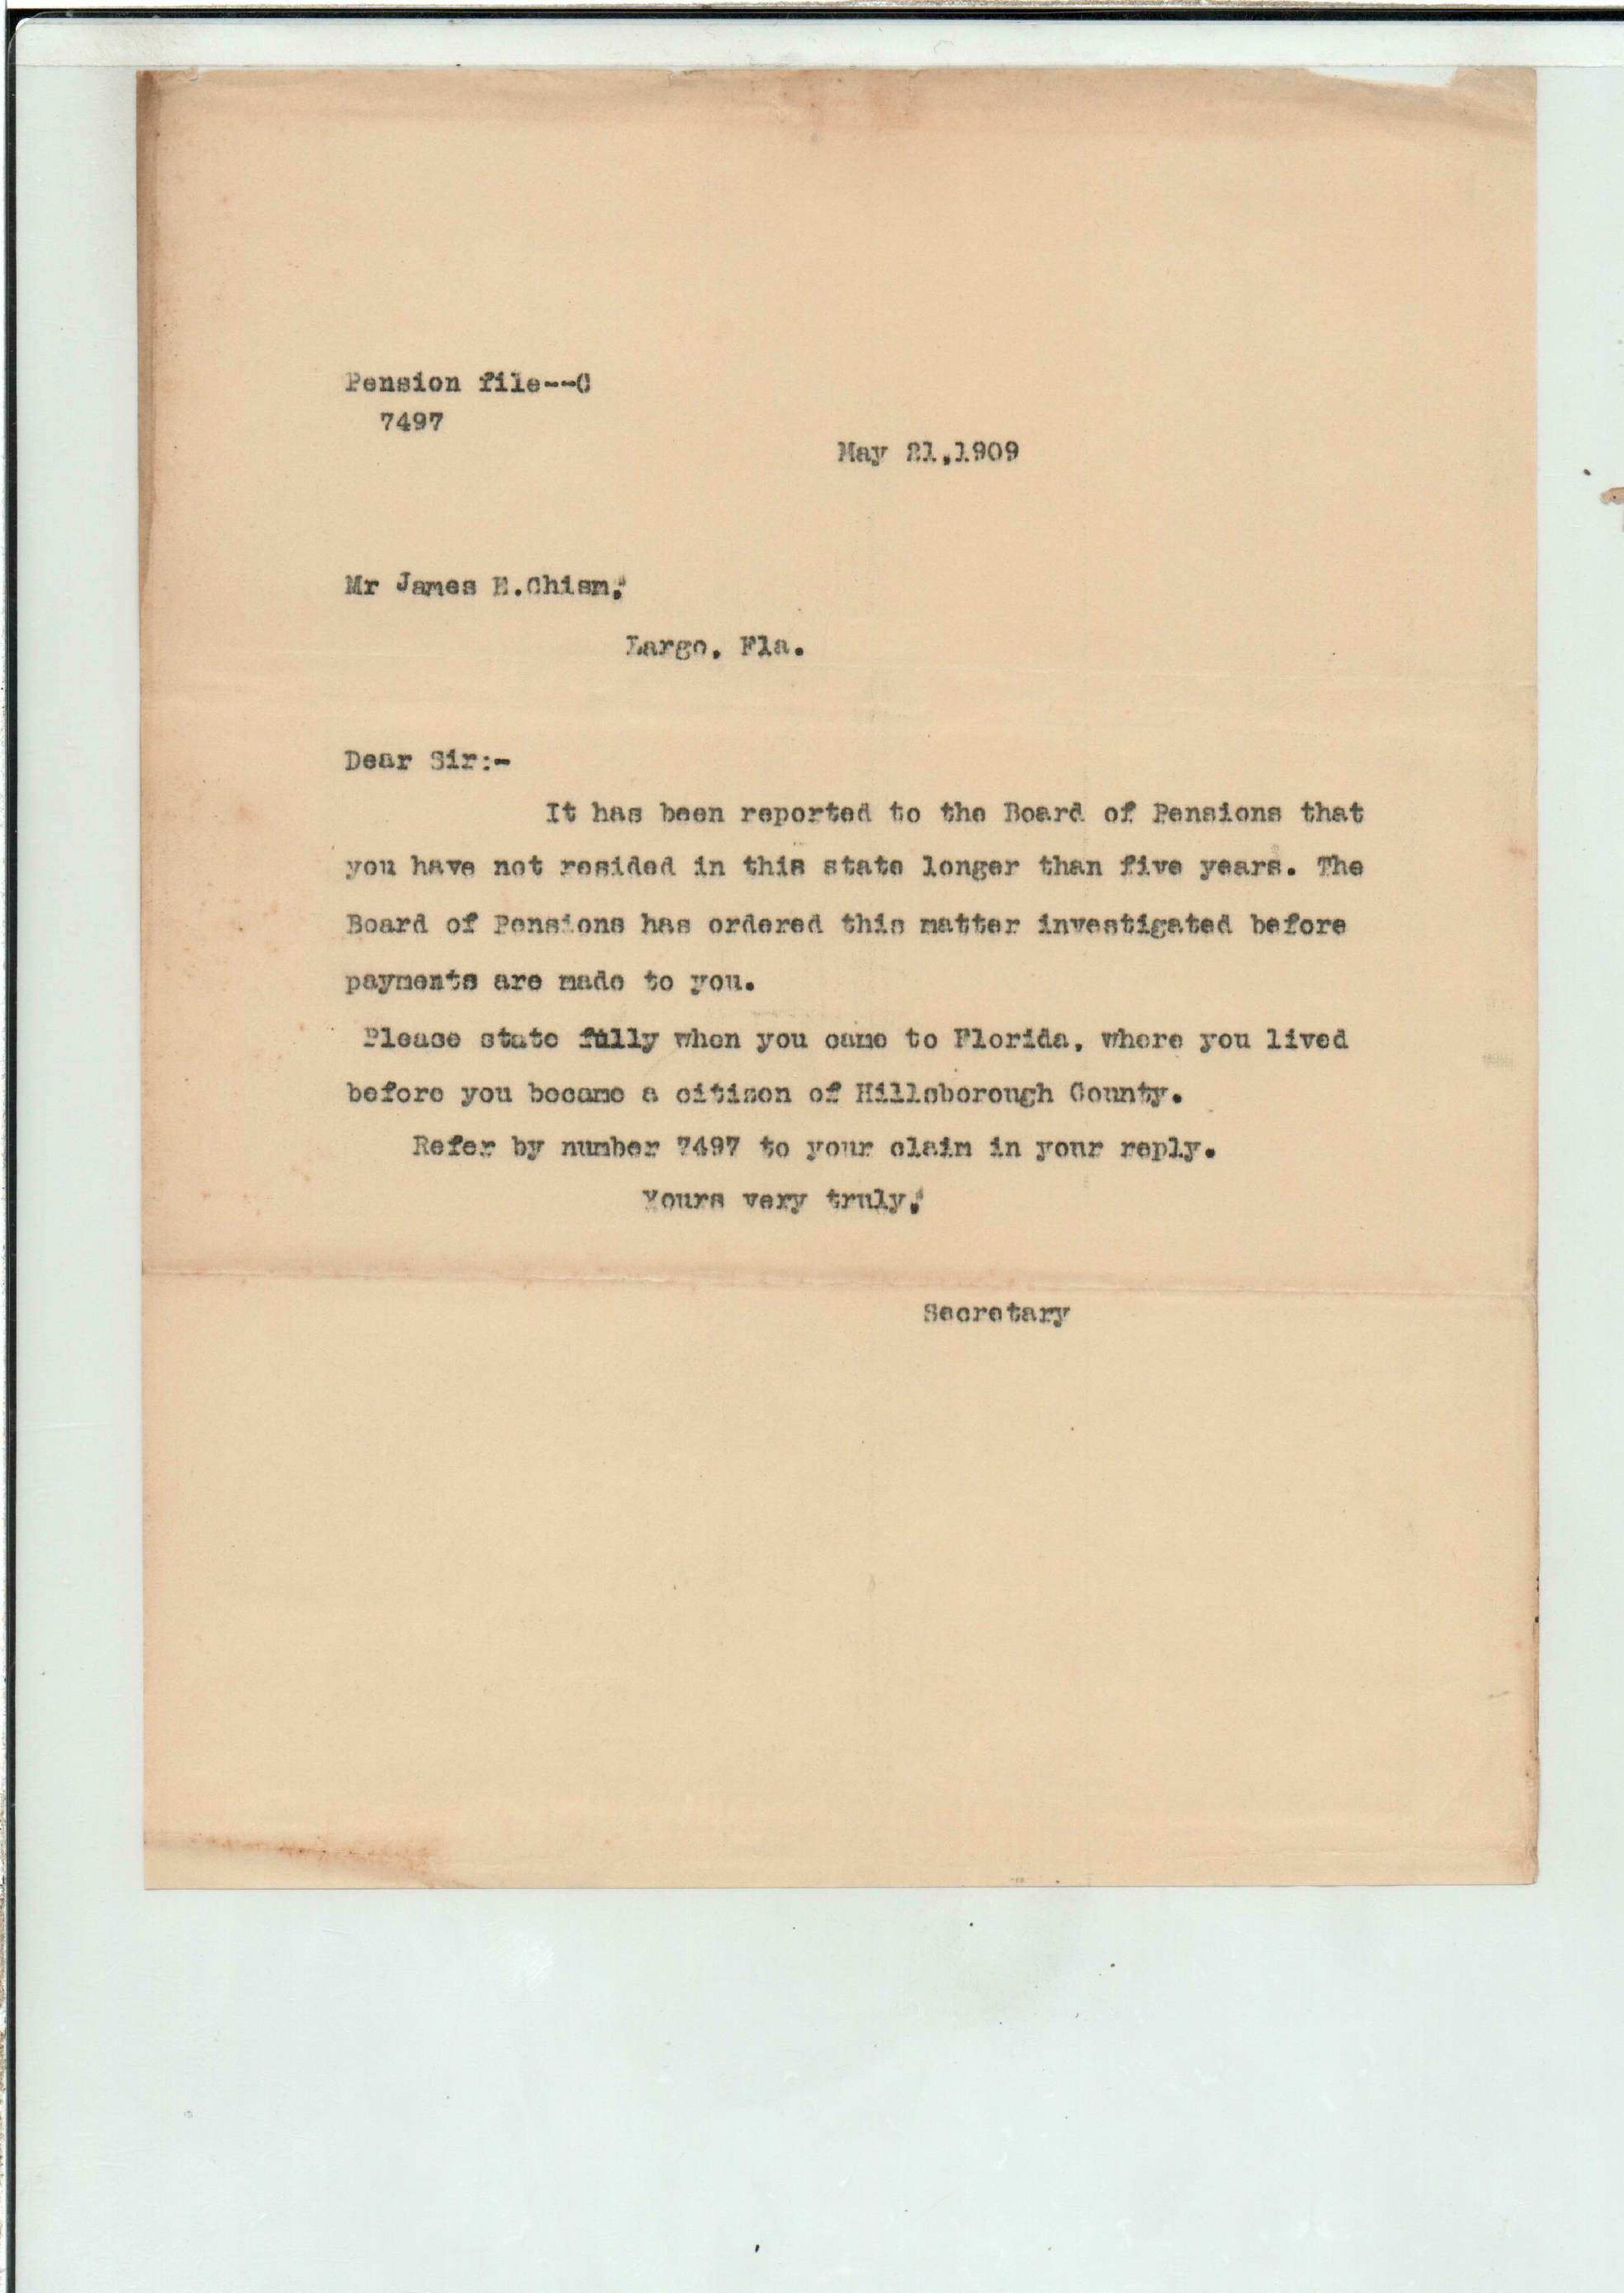 Pension file--C
7497
May 21,1909
Mr James E.Chism,
Largo, Fla.
Dear Sir:-
It has been reported to the Board of Pensions that
you have not resided in this state longer than five years. The
Board of Pensions has ordered this matter investigated before
payments are made to you.
Please state fully when you came to Florida, where you lived
before you became a citizen of Hillsborough County.
Refer by number 7497 to your claim in your reply.
Yours very truly,
Secretary